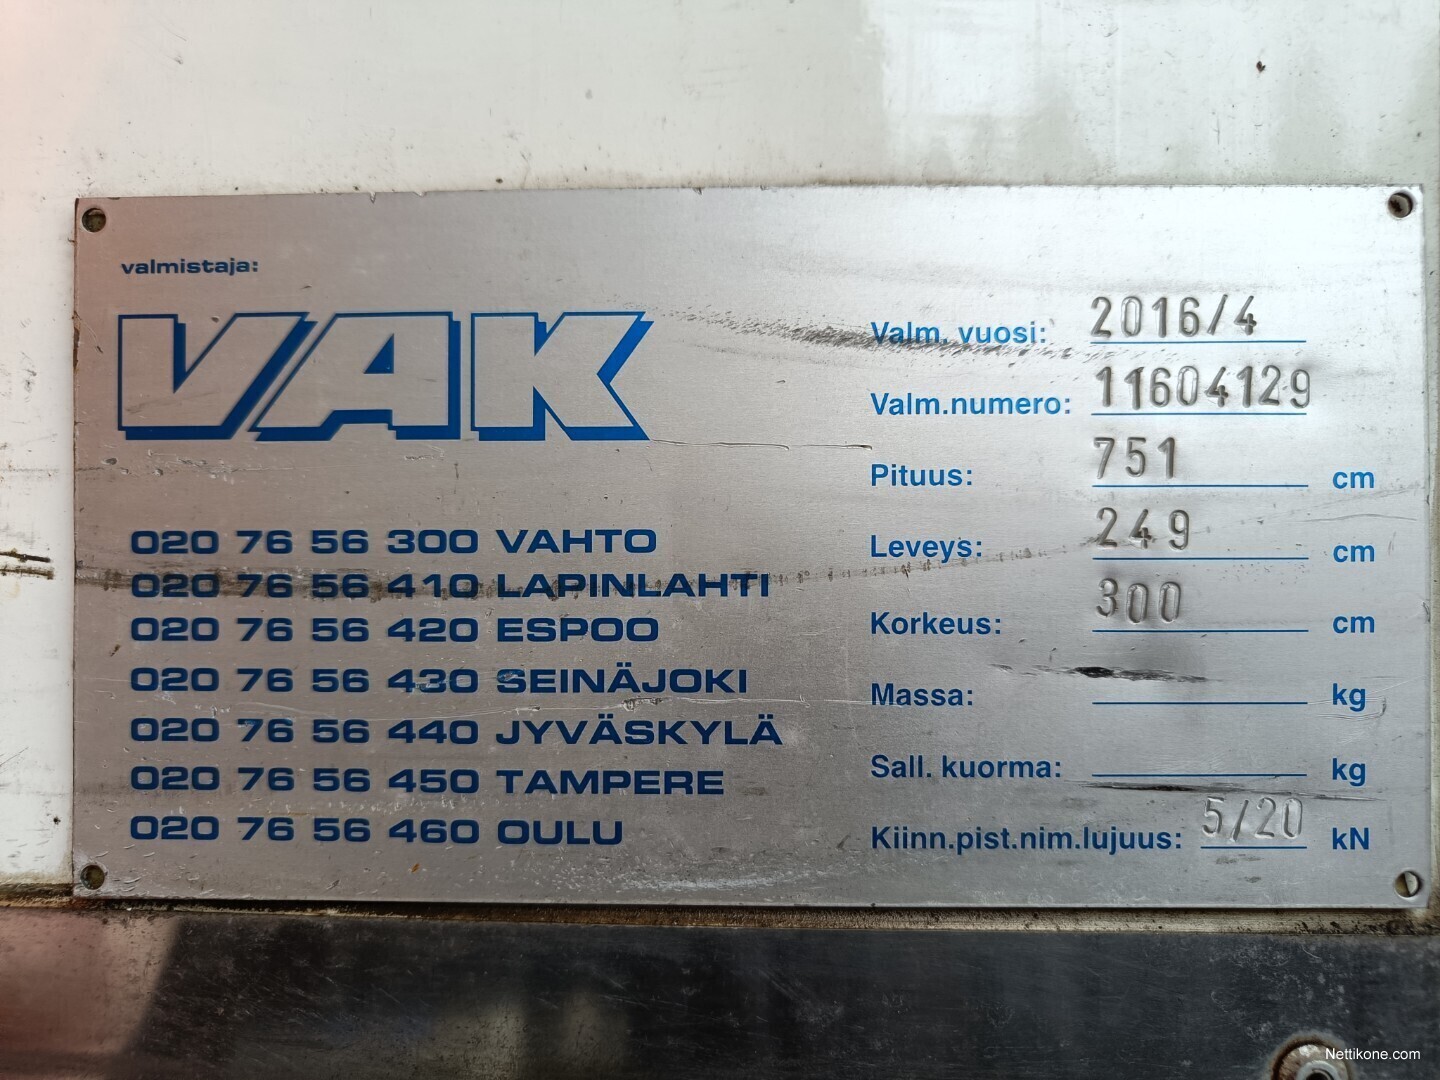 valmistaja:
VAK
020 76 56 300 VAHTO
020 76 56 410 LAPINLAHTI
020 76 56 420 ESPOO
020 76 56 430 SEINÄJOKI
020 76 56 440 JYVÄSKYLÄ
020 76 56 450 TAMPERE
020 76 56 460 OULU
Valm. vuosi: 2016/4
Valm.numero: 11604129
Pituus: 751 cm
Leveys: 249 cm
Korkeus: 300 cm
Massa: kg
Sall. kuorma: kg
Kiinn.pist.nim.lujuus: 5/20 kN
Nettikone.com